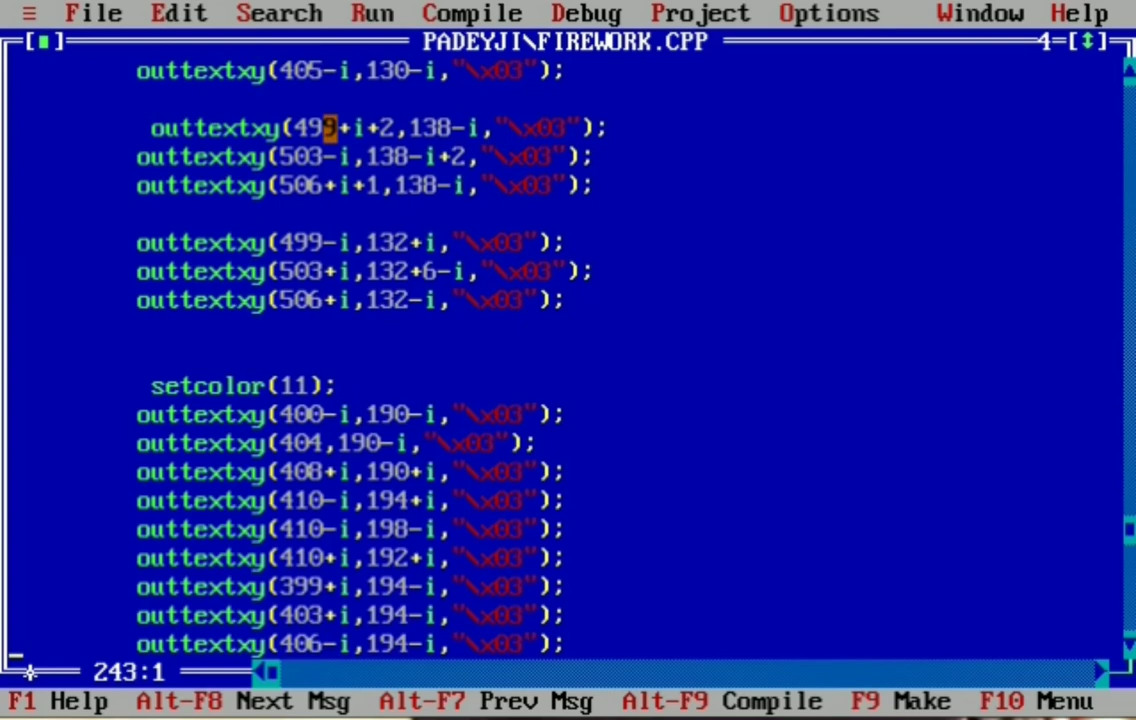 ≡ File Edit Search Run Compile Debug Project Options Window Help
[■] PADEYJI\FIREWORK.CPP 4=[↕]
outtextxy(405-i,130-i,"\x03");
outtextxy(499+i+2,138-i,"\x03");
outtextxy(503-i,138-i+2,"\x03");
outtextxy(506+i+1,138-i,"\x03");
outtextxy(499-i,132+i,"\x03");
outtextxy(503+i,132+6-i,"\x03");
outtextxy(506+i,132-i,"\x03");
setcolor(11);
outtextxy(400-i,190-i,"\x03");
outtextxy(404,190-i,"\x03");
outtextxy(408+i,190+i,"\x03");
outtextxy(410-i,194+i,"\x03");
outtextxy(410-i,198-i,"\x03");
outtextxy(410+i,192+i,"\x03");
outtextxy(399+i,194-i,"\x03");
outtextxy(403+i,194-i,"\x03");
outtextxy(406-i,194-i,"\x03");
243:1
F1 Help Alt-F8 Next Msg Alt-F7 Prev Msg Alt-F9 Compile F9 Make F10 Menu